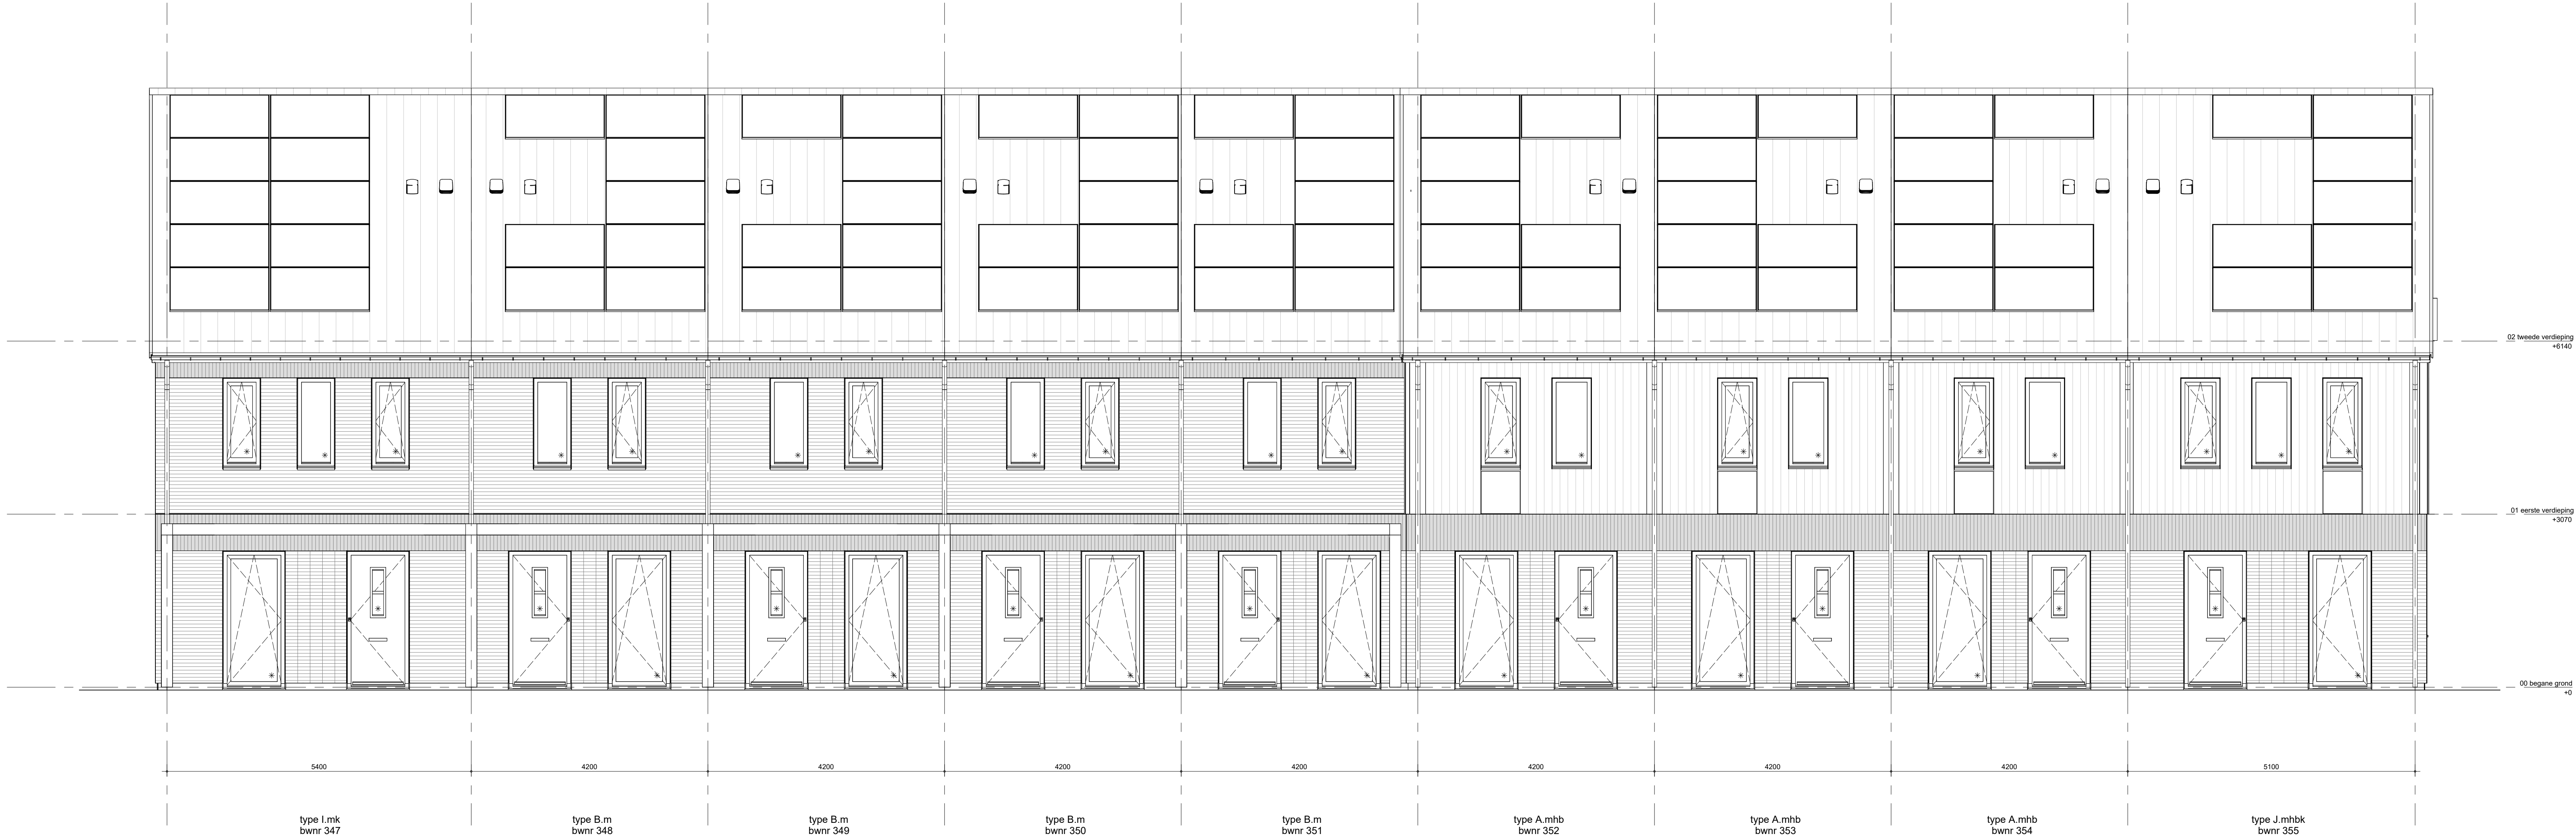 02 tweede verdieping
+6140
01 eerste verdieping
+3070
00 begane grond
+0
5400 4200 4200 4200 4200 4200 4200 4200 5100
type I.mk type B.m type B.m type B.m type B.m type A.mhb type A.mhb type A.mhb type J.mhbk
bwnr 347 bwnr 348 bwnr 349 bwnr 350 bwnr 351 bwnr 352 bwnr 353 bwnr 354 bwnr 355